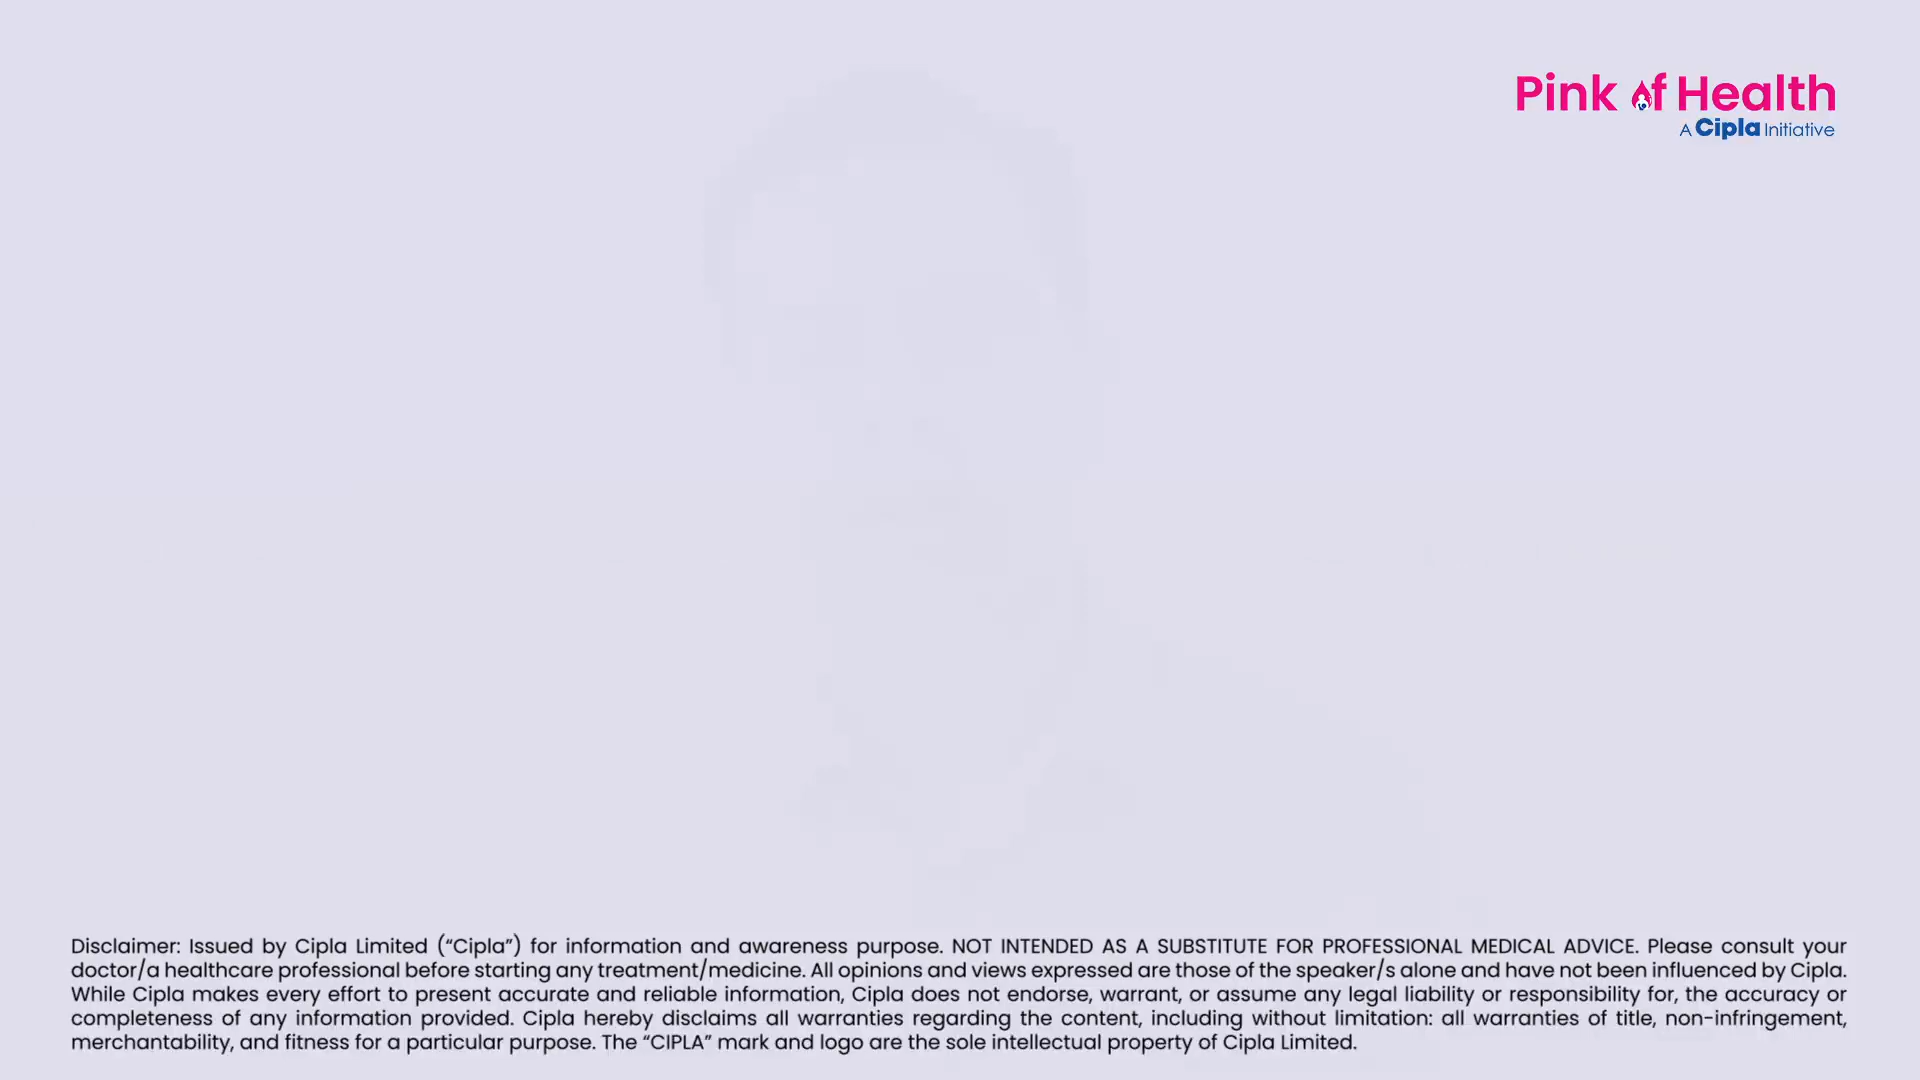 Pink of Health
A Cipla Initiative
Disclaimer: Issued by Cipla Limited (“Cipla”) for information and awareness purpose. NOT INTENDED AS A SUBSTITUTE FOR PROFESSIONAL MEDICAL ADVICE. Please consult your
doctor/a healthcare professional before starting any treatment/medicine. All opinions and views expressed are those of the speaker/s alone and have not been influenced by Cipla.
While Cipla makes every effort to present accurate and reliable information, Cipla does not endorse, warrant, or assume any legal liability or responsibility for, the accuracy or
completeness of any information provided. Cipla hereby disclaims all warranties regarding the content, including without limitation: all warranties of title, non-infringement,
merchantability, and fitness for a particular purpose. The “CIPLA” mark and logo are the sole intellectual property of Cipla Limited.